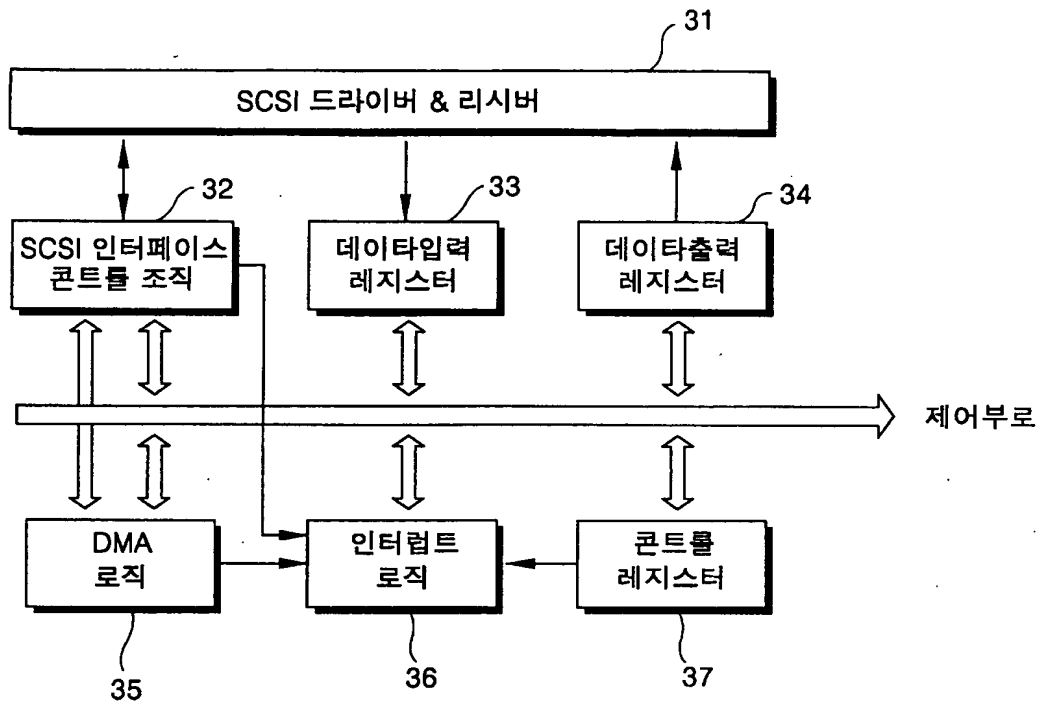 31
SCSI 드라이버 & 리시버
32
33
34
SCSI 인터페이스
콘트롤 조직
데이타입력
레지스터
데이타출력
레지스터
제어부로
DMA
로직
인터럽트
로직
콘트롤
레지스터
35
36
37